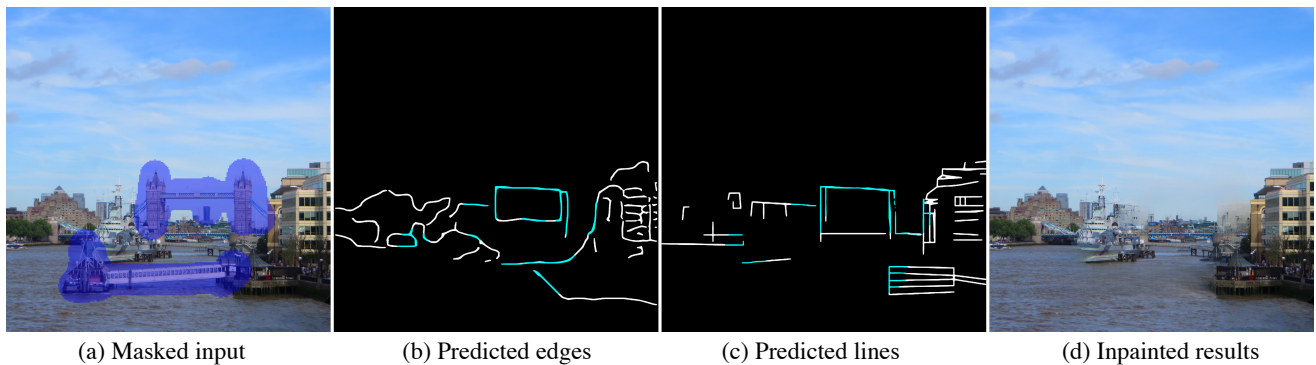 (a) Masked input
(b) Predicted edges
(c) Predicted lines
(d) Inpainted results